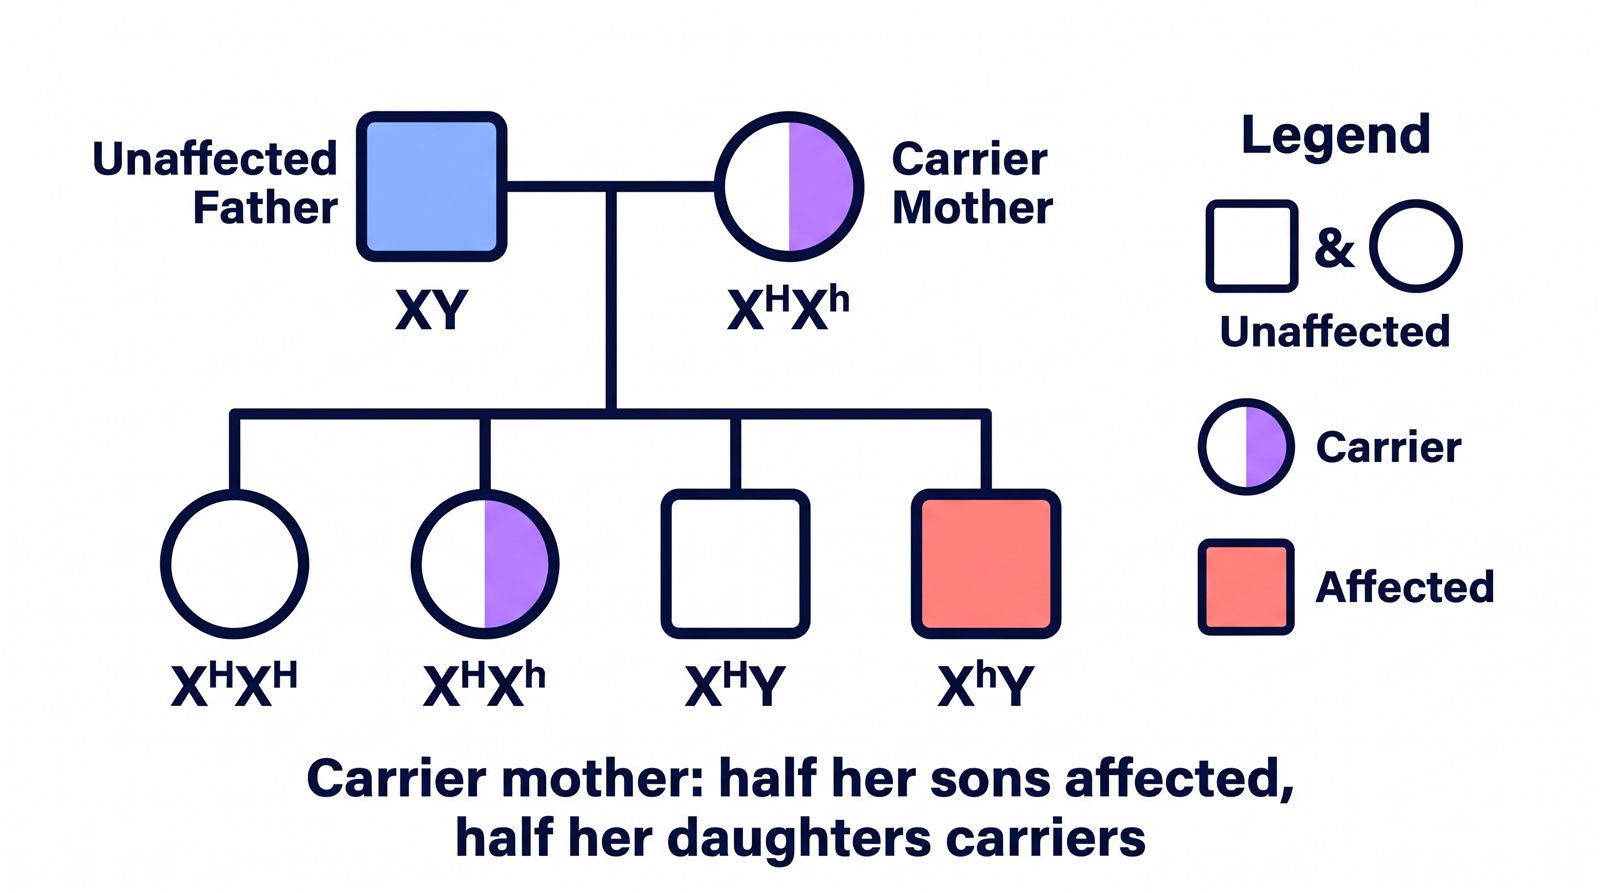 Unaffected
Father
XY
Carrier
Mother
XᴴXʰ
XᴴXᴴ
XᴴXʰ
XᴴY
XʰY
Legend
&
Unaffected
Carrier
Affected
Carrier mother: half her sons affected,
half her daughters carriers